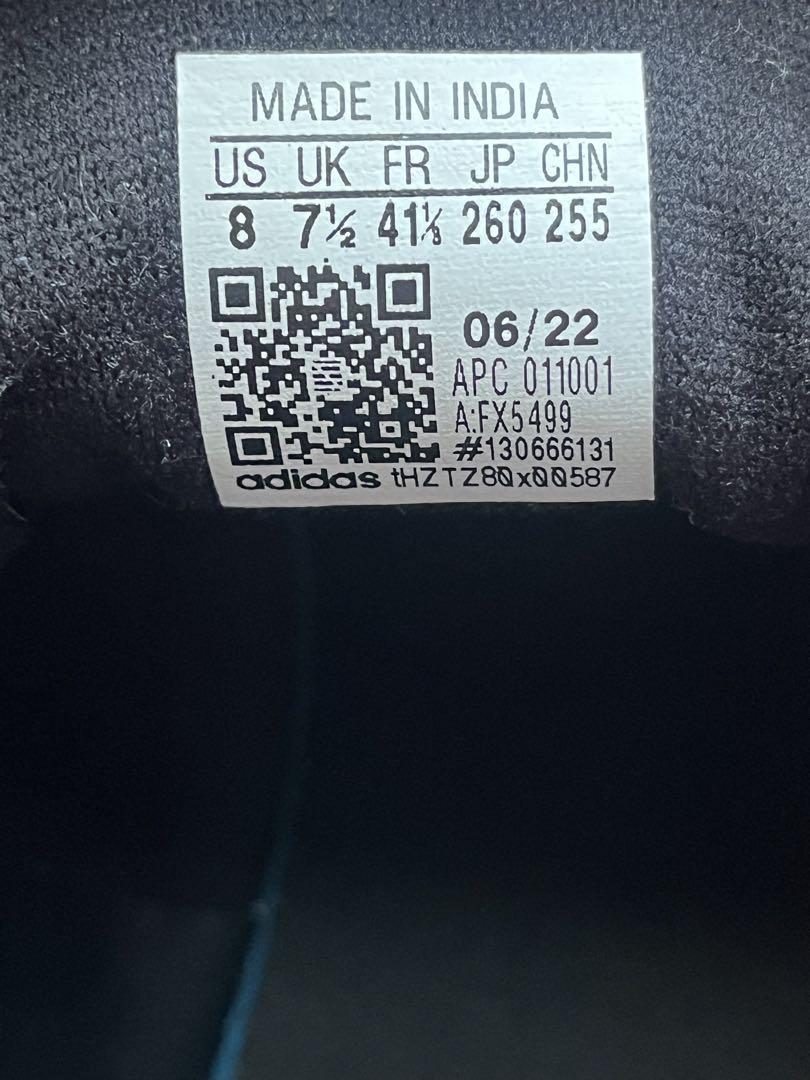 MADE IN INDIA
US UK FR JP CHN
8 7½ 41⅓ 260 255
06/22
APC 011001
A:FX5499
#130666131
adidas tHZTZ80x00587